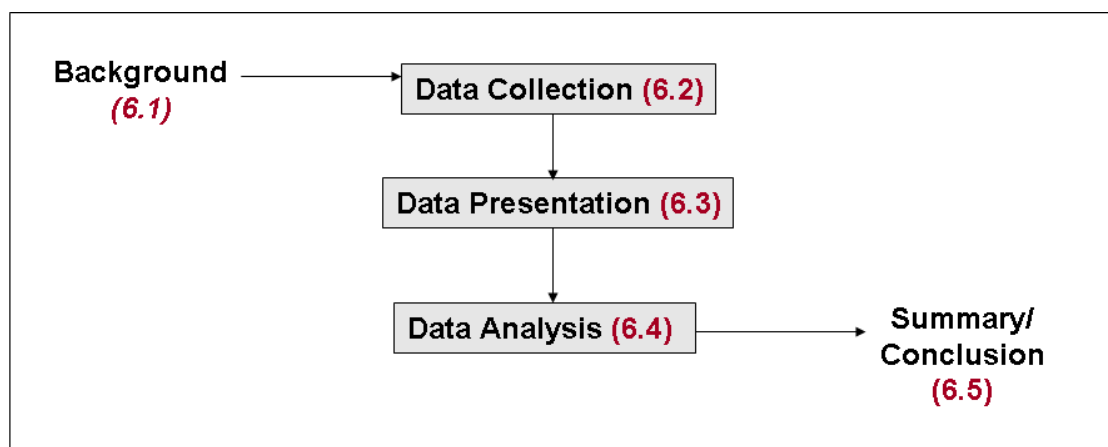 Background
(6.1)
Data Collection (6.2)
Data Presentation (6.3)
Data Analysis (6.4)
Summary/
Conclusion
(6.5)